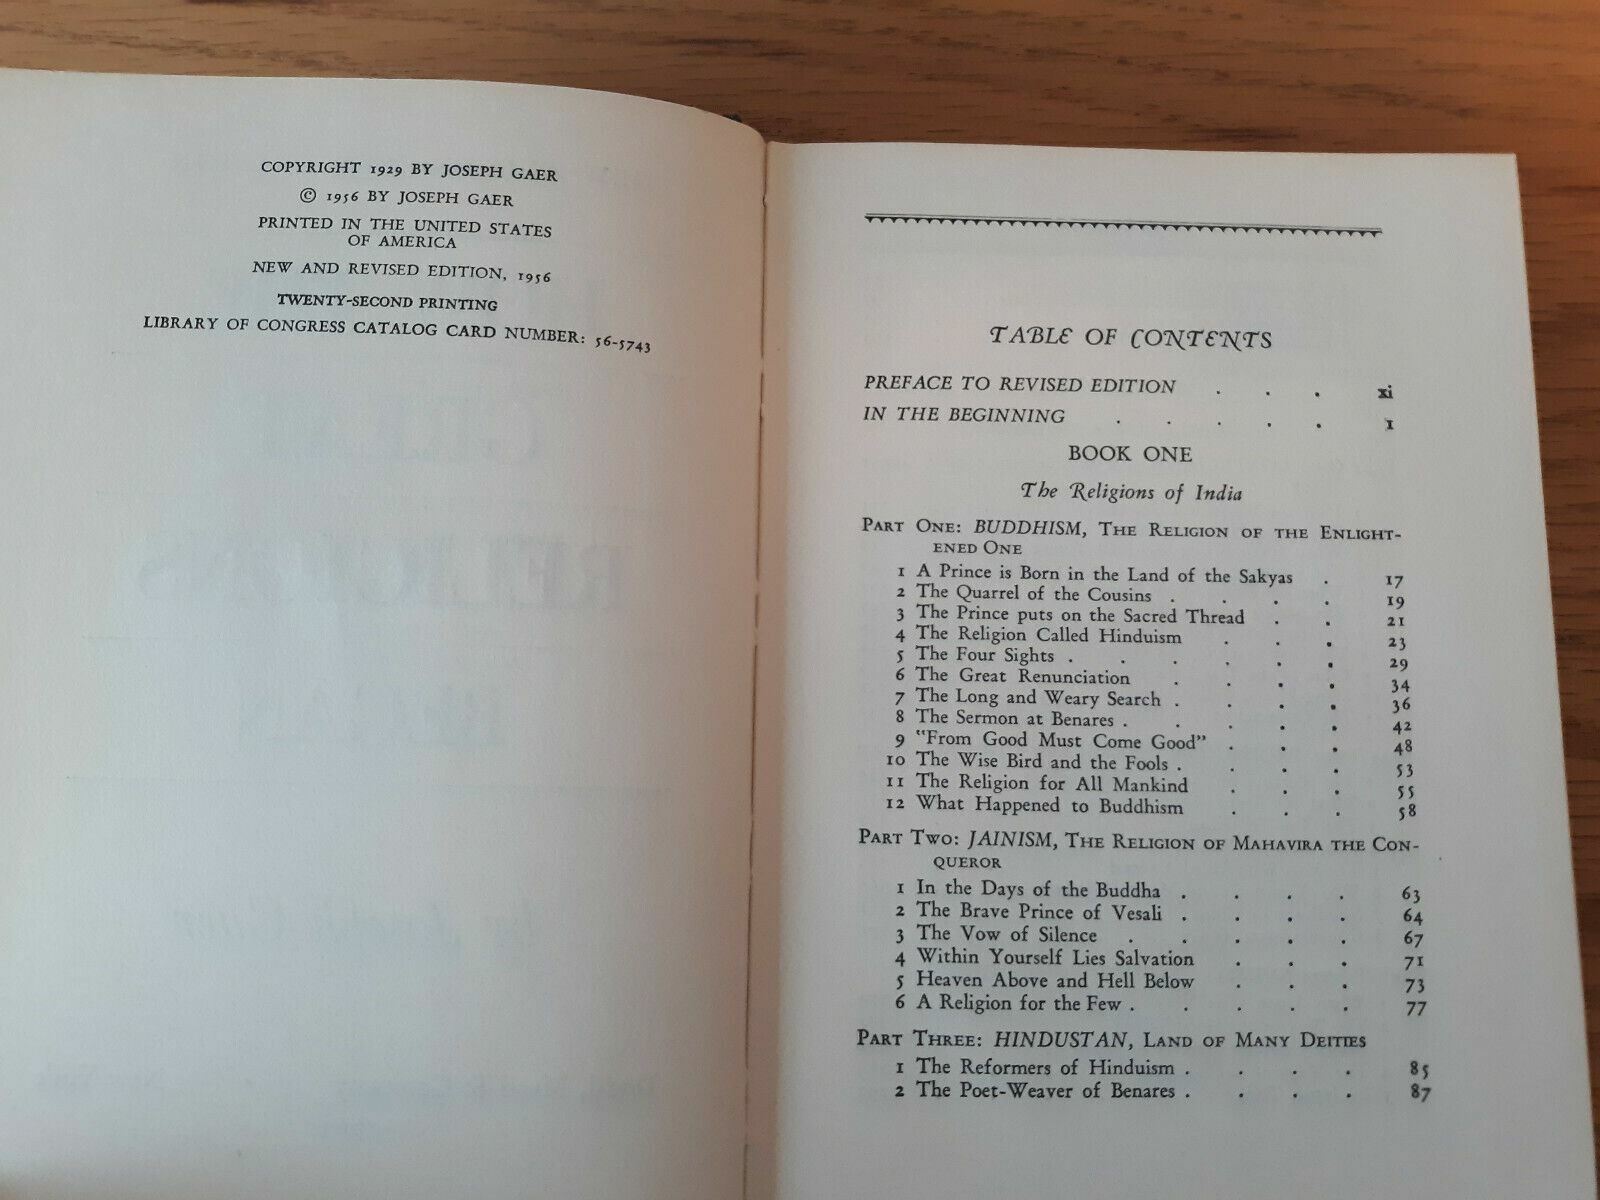 COPYRIGHT 1929 BY JOSEPH GAER
© 1956 BY JOSEPH GAER
PRINTED IN THE UNITED STATES
OF AMERICA
NEW AND REVISED EDITION, 1956
TWENTY-SECOND PRINTING
LIBRARY OF CONGRESS CATALOG CARD NUMBER: 56-5743
TABLE OF CONTENTS
PREFACE TO REVISED EDITION . . . xi
IN THE BEGINNING . . . . . 1
BOOK ONE
The Religions of India
PART ONE: BUDDHISM, THE RELIGION OF THE ENLIGHT-
ENED ONE
1 A Prince is Born in the Land of the Sakyas . 17
2 The Quarrel of the Cousins . . . . 19
3 The Prince puts on the Sacred Thread . . 21
4 The Religion Called Hinduism . . . 23
5 The Four Sights . . . . . . 29
6 The Great Renunciation . . . . 34
7 The Long and Weary Search . . . . 36
8 The Sermon at Benares . . . . . 42
9 "From Good Must Come Good" . . . 48
10 The Wise Bird and the Fools . . . . 53
11 The Religion for All Mankind . . . 55
12 What Happened to Buddhism . . . 58
PART TWO: JAINISM, THE RELIGION OF MAHAVIRA THE CON-
QUEROR
1 In the Days of the Buddha . . . . 63
2 The Brave Prince of Vesali . . . . 64
3 The Vow of Silence . . . . . 67
4 Within Yourself Lies Salvation . . . 71
5 Heaven Above and Hell Below . . . 73
6 A Religion for the Few . . . . . 77
PART THREE: HINDUSTAN, LAND OF MANY DEITIES
1 The Reformers of Hinduism . . . . 85
2 The Poet-Weaver of Benares . . . . 87